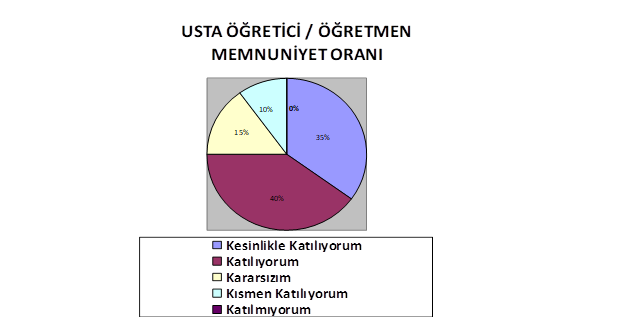 USTA ÖĞRETİCİ / ÖĞRETMEN
MEMNUNİYET ORANI
10%
0%
15%
35%
40%
Kesinlikle Katılıyorum
Katılıyorum
Kararsızım
Kısmen Katılıyorum
Katılmıyorum